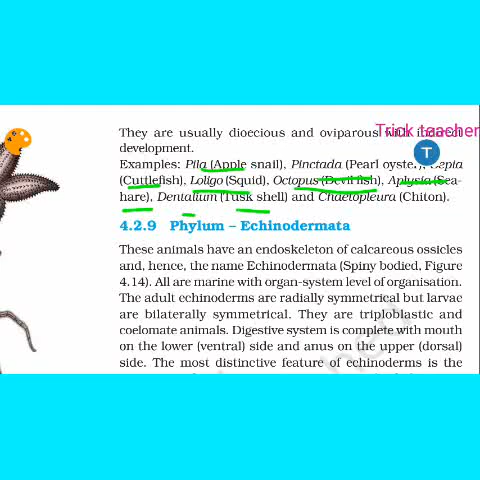 They are usually dioecious and oviparous with indirect
Trick teacher
development.
T
Examples: Pila (Apple snail), Pinctada (Pearl oyster), Sepia
(Cuttlefish), Loligo (Squid), Octopus (Devil fish), Aplysia (Sea-
hare), Dentalium (Tusk shell) and Chaetopleura (Chiton).
4.2.9 Phylum – Echinodermata
These animals have an endoskeleton of calcareous ossicles
and, hence, the name Echinodermata (Spiny bodied, Figure
4.14). All are marine with organ-system level of organisation.
The adult echinoderms are radially symmetrical but larvae
are bilaterally symmetrical. They are triploblastic and
coelomate animals. Digestive system is complete with mouth
on the lower (ventral) side and anus on the upper (dorsal)
side. The most distinctive feature of echinoderms is the